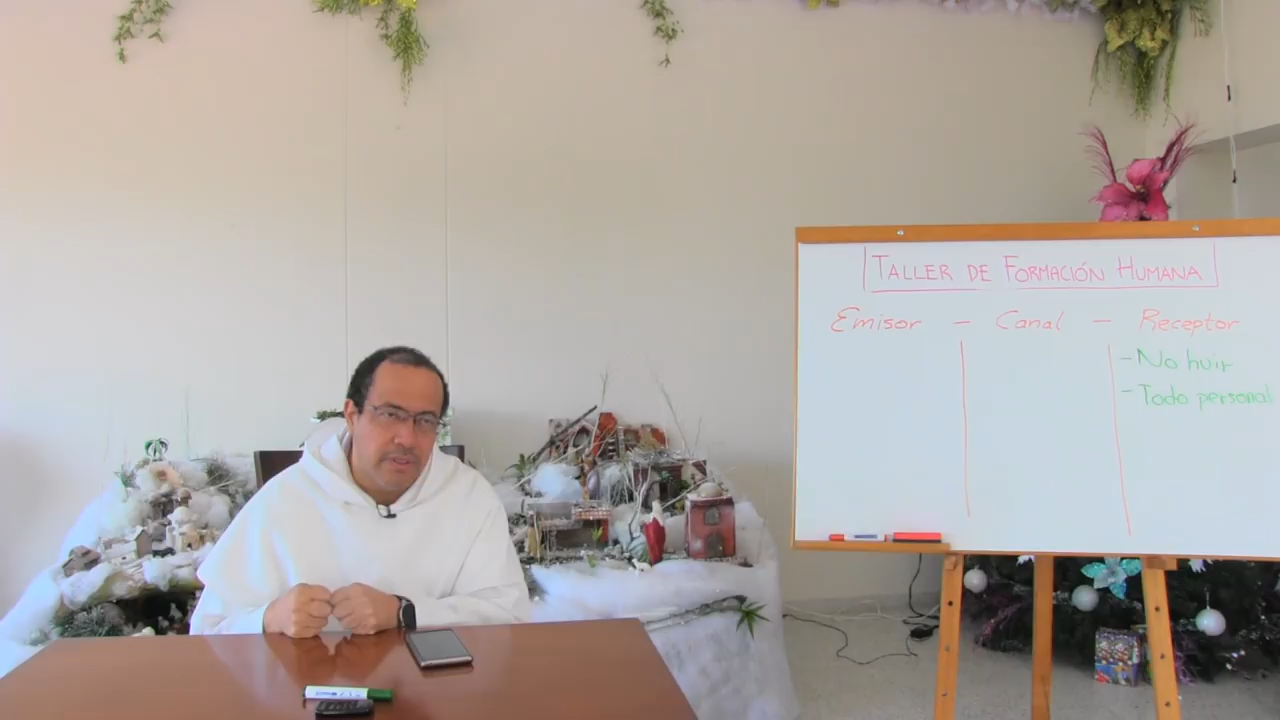 TALLER DE FORMACIÓN HUMANA
Emisor - Canal - Receptor
- No huir
- Todo personal